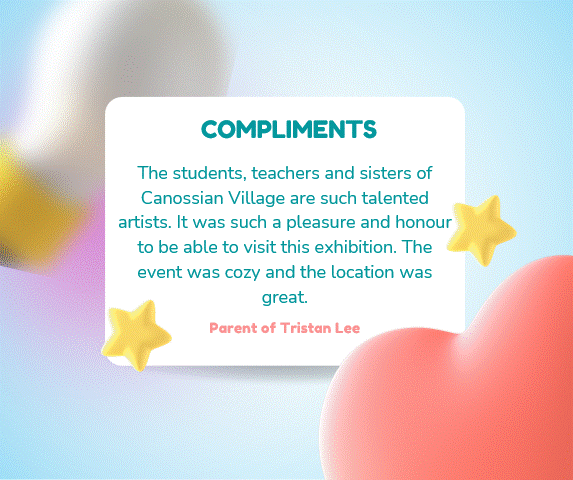 COMPLIMENTS
The students, teachers and sisters of
Canossian Village are such talented
artists. It was such a pleasure and honour
to be able to visit this exhibition. The
event was cozy and the location was
great.
Parent of Tristan Lee